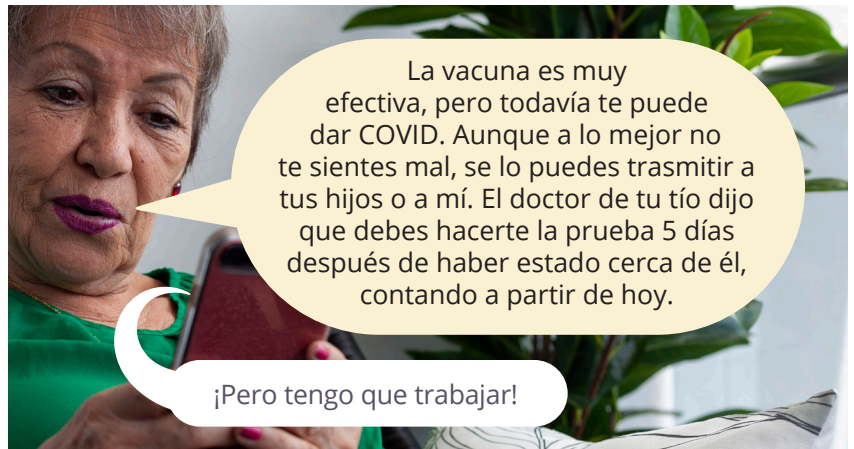 La vacuna es muy
efectiva, pero todavía te puede
dar COVID. Aunque a lo mejor no
te sientes mal, se lo puedes trasmitir a
tus hijos o a mí. El doctor de tu tío dijo
que debes hacerte la prueba 5 días
después de haber estado cerca de él,
contando a partir de hoy.
¡Pero tengo que trabajar!